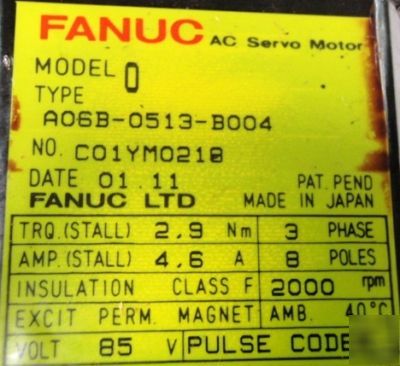 FANUC AC Servo Motor
MODEL 0
TYPE
A06B-0513-B004
NO. C01YM0218
DATE 01.11 PAT. PEND
FANUC LTD MADE IN JAPAN
TRQ.(STALL) 2,9 Nm 3 PHASE
AMP.(STALL) 4,6 A 8 POLES
INSULATION CLASS F 2000 rpm
EXCIT PERM. MAGNET AMB. 40°C
VOLT 85 V PULSE CODE